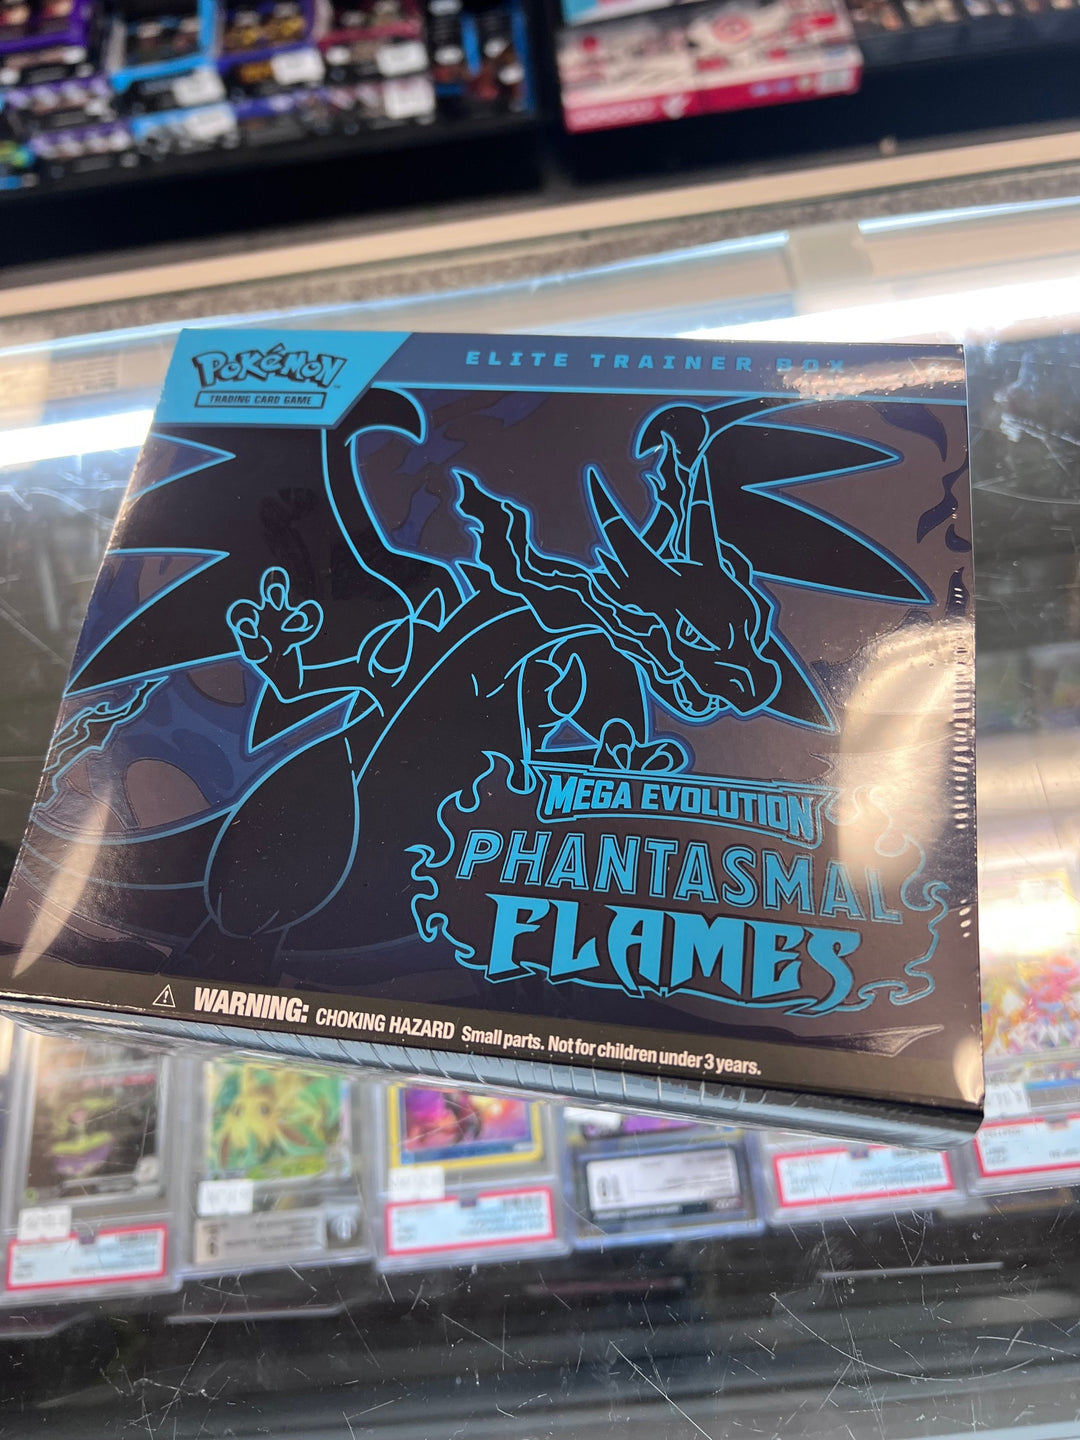 POKéMON
TRADING CARD GAME
ELITE TRAINER BOX
MEGA EVOLUTION
PHANTASMAL
FLAMES
WARNING: CHOKING HAZARD Small parts. Not for children under 3 years.